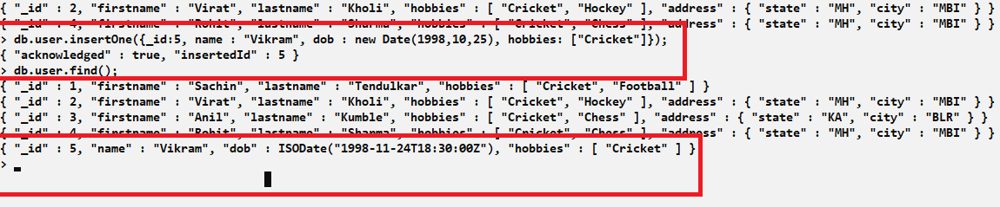 { "_id" : 2, "firstname" : "Virat", "lastname" : "Kholi", "hobbies" : [ "Cricket", "Hockey" ], "address" : { "state" : "MH", "city" : "MBI" } }
{ "_id" : 4, "firstname" : "Rohit", "lastname" : "Sharma", "hobbies" : [ "Cricket", "Chess" ], "address" : { "state" : "MH", "city" : "MBI" } }
> db.user.insertOne({_id:5, name : "Vikram", dob : new Date(1998,10,25), hobbies: ["Cricket"]});
{ "acknowledged" : true, "insertedId" : 5 }
> db.user.find();
{ "_id" : 1, "firstname" : "Sachin", "lastname" : "Tendulkar", "hobbies" : [ "Cricket", "Football" ] }
{ "_id" : 2, "firstname" : "Virat", "lastname" : "Kholi", "hobbies" : [ "Cricket", "Hockey" ], "address" : { "state" : "MH", "city" : "MBI" } }
{ "_id" : 3, "firstname" : "Anil", "lastname" : "Kumble", "hobbies" : [ "Cricket", "Chess" ], "address" : { "state" : "KA", "city" : "BLR" } }
{ "_id" : 4, "firstname" : "Rohit", "lastname" : "Sharma", "hobbies" : [ "Cricket", "Chess" ], "address" : { "state" : "MH", "city" : "MBI" } }
{ "_id" : 5, "name" : "Vikram", "dob" : ISODate("1998-11-24T18:30:00Z"), "hobbies" : [ "Cricket" ] }
>